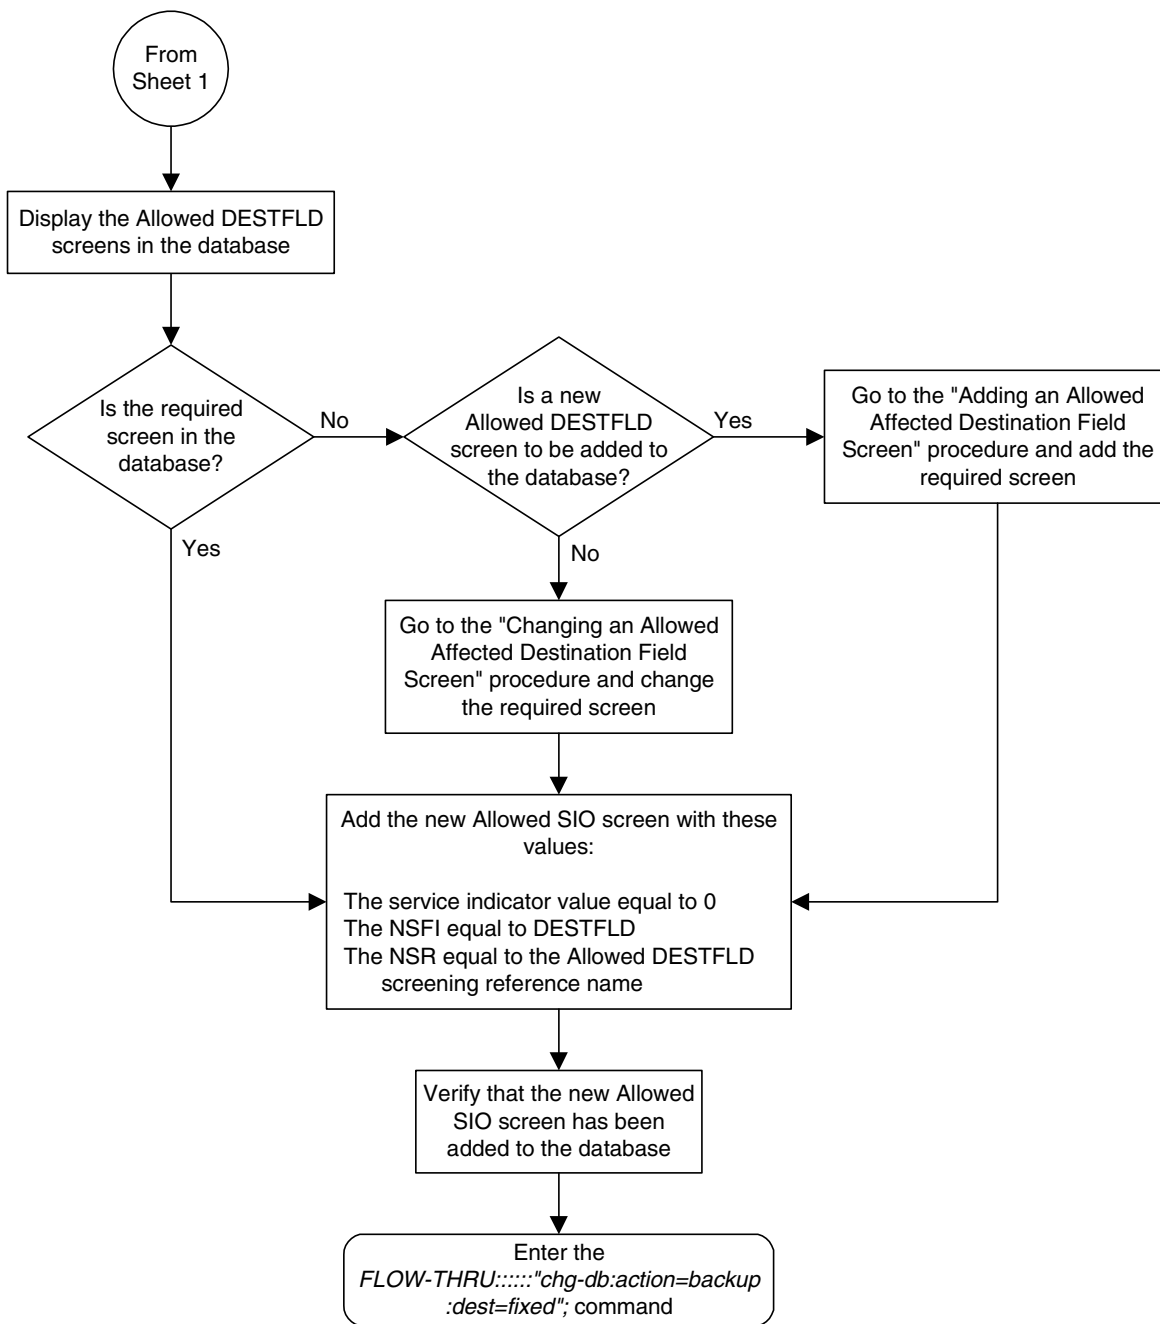 From
Sheet 1
Display the Allowed DESTFLD
screens in the database
Is the required
screen in the
database?
No
Yes
Is a new
Allowed DESTFLD
screen to be added to
the database?
Yes
No
Go to the "Adding an Allowed
Affected Destination Field
Screen" procedure and add the
required screen
Go to the "Changing an Allowed
Affected Destination Field
Screen" procedure and change
the required screen
Add the new Allowed SIO screen with these
values:
The service indicator value equal to 0
The NSFI equal to DESTFLD
The NSR equal to the Allowed DESTFLD
screening reference name
Verify that the new Allowed
SIO screen has been
added to the database
Enter the
FLOW-THRU::::::"chg-db:action=backup
:dest=fixed"; command